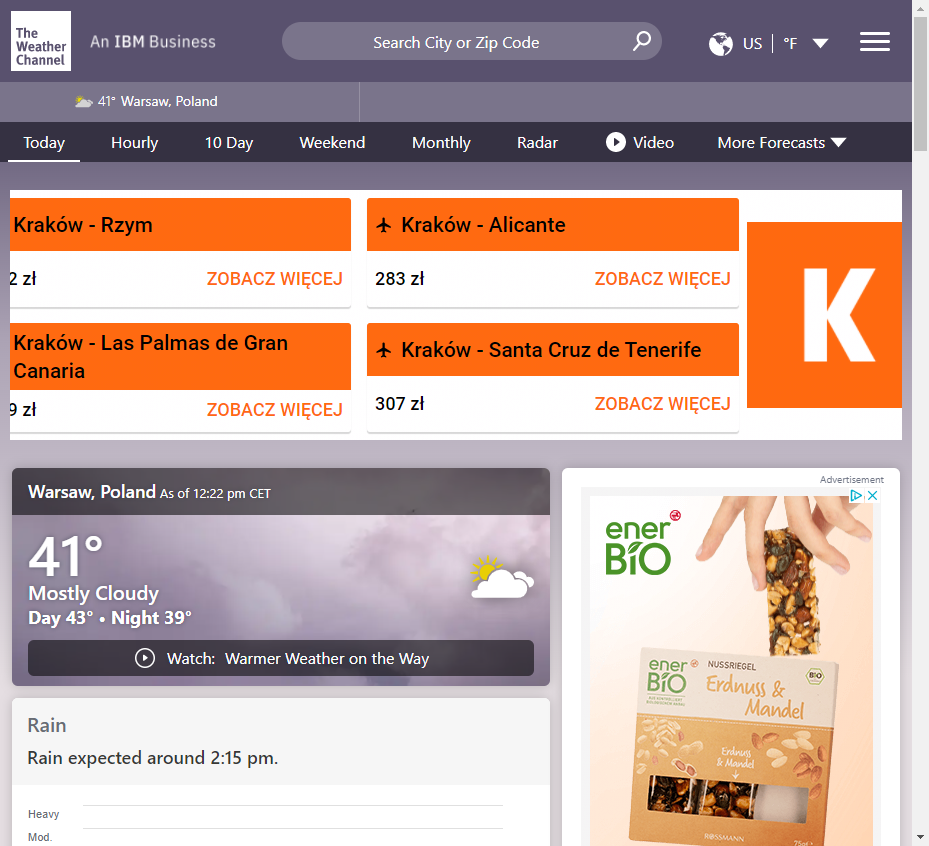 The
Weather
Channel
An IBM Business
Search City or Zip Code
US
°F
41° Warsaw, Poland
Today
Hourly
10 Day
Weekend
Monthly
Radar
Video
More Forecasts
Kraków - Rzym
2 zł
ZOBACZ WIĘCEJ
Kraków - Alicante
283 zł
ZOBACZ WIĘCEJ
Kraków - Las Palmas de Gran
Canaria
9 zł
ZOBACZ WIĘCEJ
Kraków - Santa Cruz de Tenerife
307 zł
ZOBACZ WIĘCEJ
K
Warsaw, Poland As of 12:22 pm CET
41°
Mostly Cloudy
Day 43° • Night 39°
Watch: Warmer Weather on the Way
Rain
Rain expected around 2:15 pm.
Heavy
Mod.
Advertisement
ener
BiO
ener
BiO
NUSSRIEGEL
Erdnuss &
Mandel
BIO
Erdnuss
& Mandel
ROSSMANN